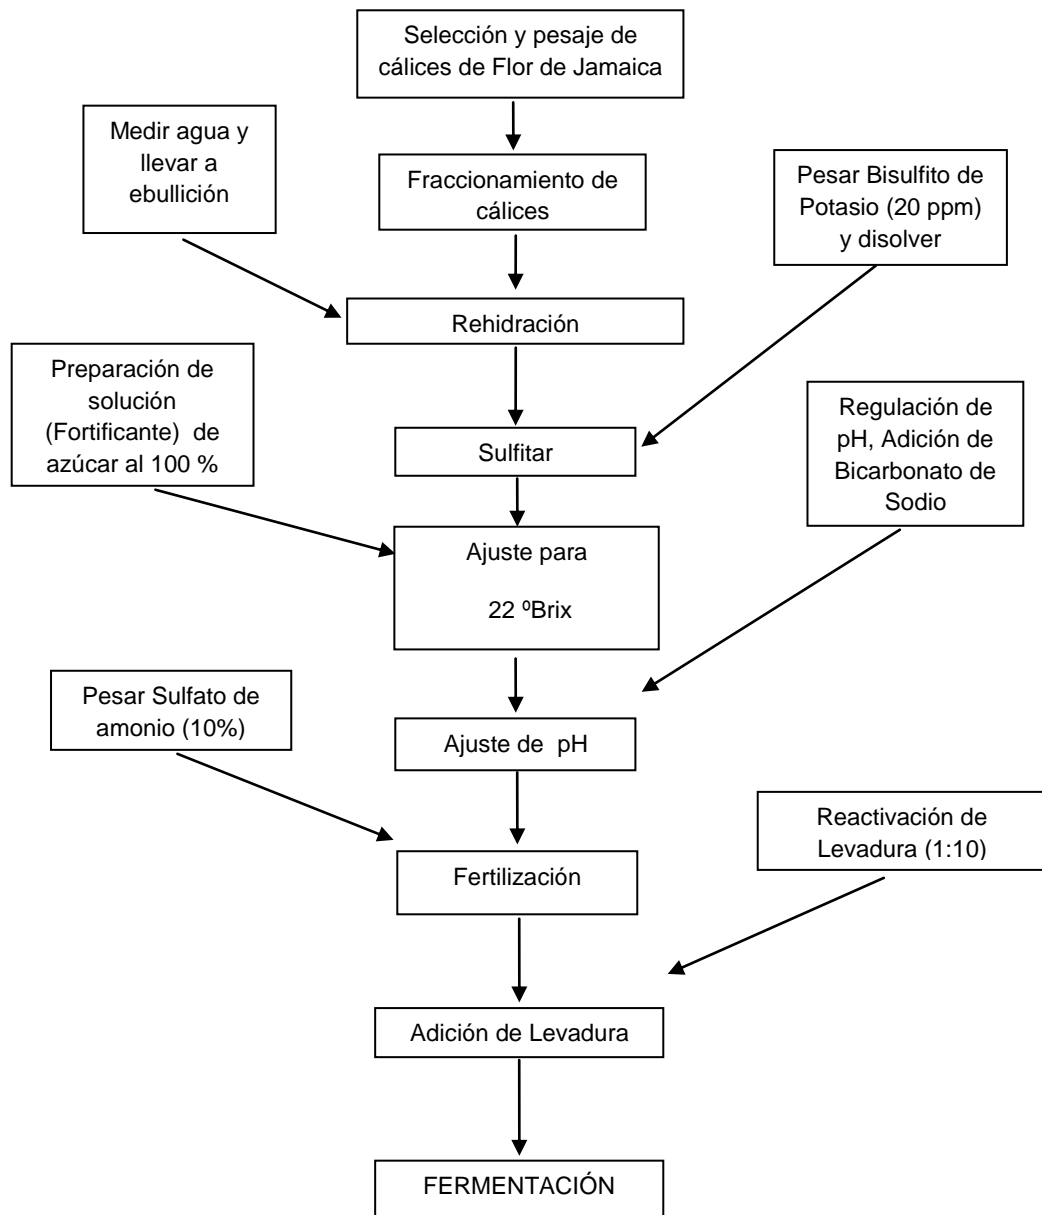 Selección y pesaje de
cálices de Flor de Jamaica
Medir agua y
llevar a
ebullición
Fraccionamiento de
cálices
Pesar Bisulfito de
Potasio (20 ppm)
y disolver
Rehidración
Preparación de
solución
(Fortificante) de
azúcar al 100 %
Sulfitar
Regulación de
pH, Adición de
Bicarbonato de
Sodio
Ajuste para
22 ºBrix
Pesar Sulfato de
amonio (10%)
Ajuste de pH
Reactivación de
Levadura (1:10)
Fertilización
Adición de Levadura
FERMENTACIÓN